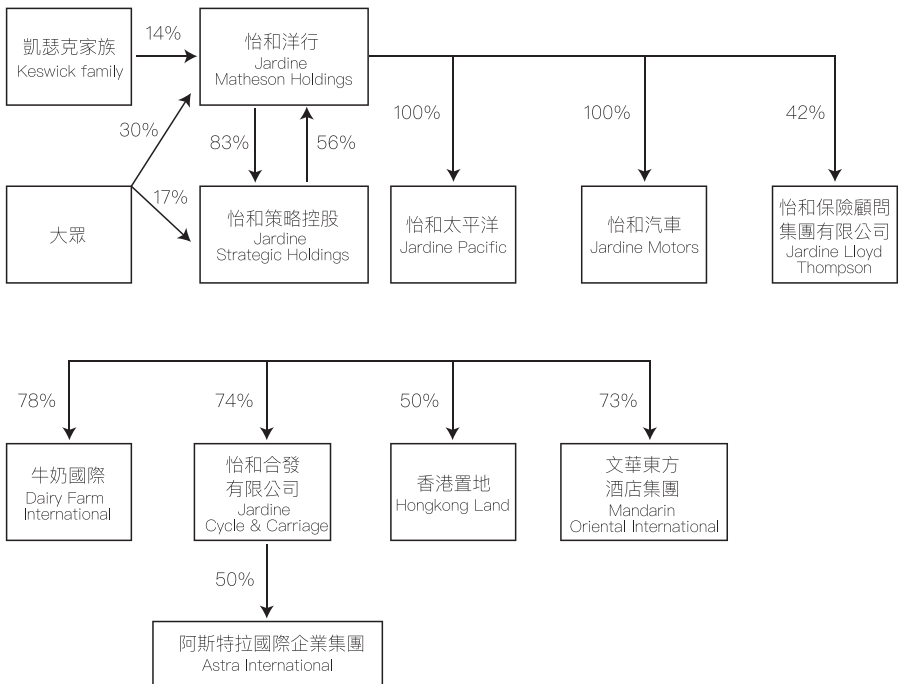 凱瑟克家族
Keswick family
14%
怡和洋行
Jardine
Matheson Holdings
30%
83%
56%
100%
100%
42%
大眾
17%
怡和策略控股
Jardine
Strategic Holdings
怡和太平洋
Jardine Pacific
怡和汽車
Jardine Motors
怡和保險顧問
集團有限公司
Jardine Lloyd
Thompson
78%
74%
50%
73%
牛奶國際
Dairy Farm
International
怡和合發
有限公司
Jardine
Cycle & Carriage
香港置地
Hongkong Land
文華東方
酒店集團
Mandarin
Oriental International
50%
阿斯特拉國際企業集團
Astra International